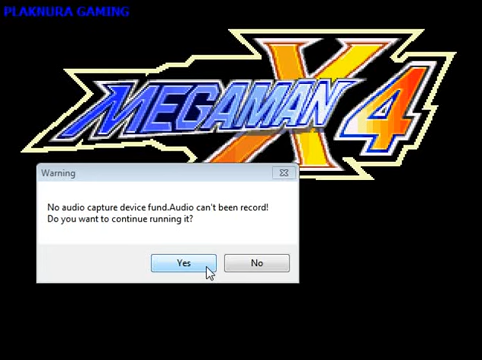 PLAKNURA GAMING
MEGAMAN X4
Warning
No audio capture device fund.Audio can't been record!
Do you want to continue running it?
Yes
No